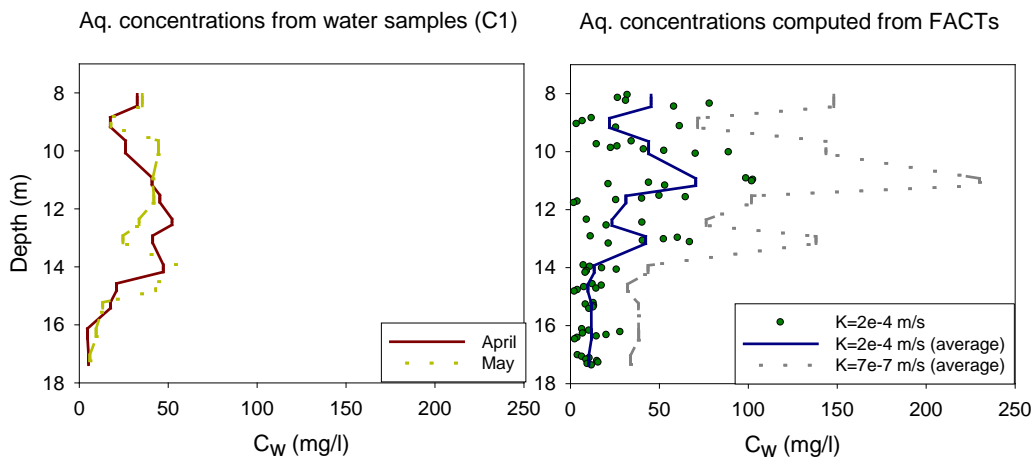 Aq. concentrations from water samples (C1)
Aq. concentrations computed from FACTs
Depth (m)
8
10
12
14
16
18
0
50
100
150
200
250
C_W (mg/l)
April
May
8
10
12
14
16
18
0
50
100
150
200
250
C_W (mg/l)
K=2e-4 m/s
K=2e-4 m/s (average)
K=7e-7 m/s (average)